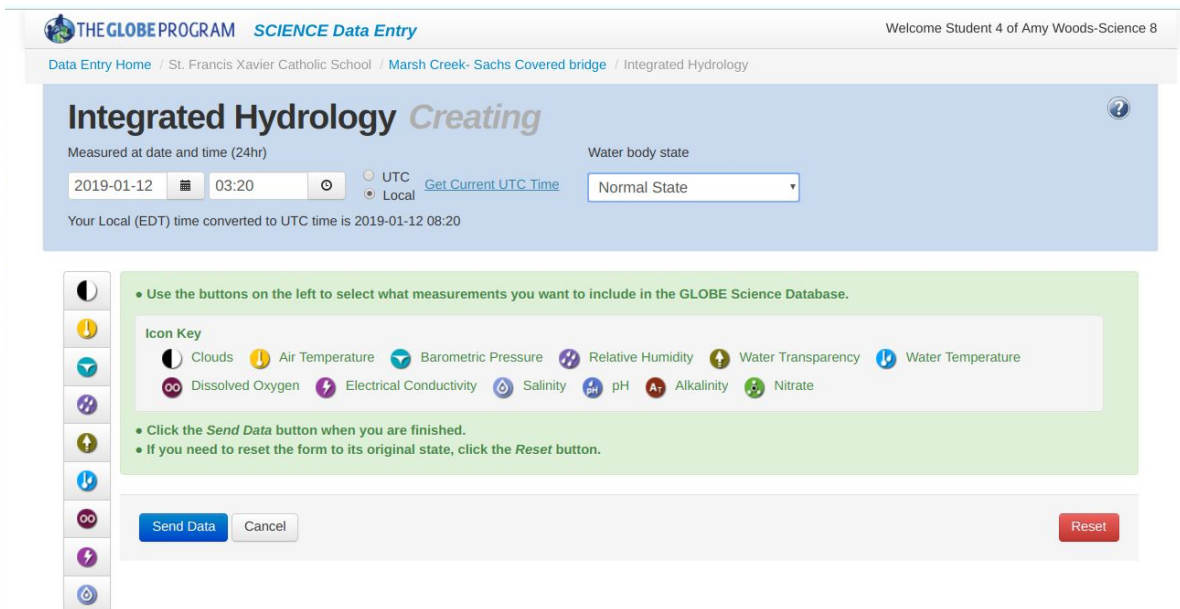 THE GLOBE PROGRAM SCIENCE Data Entry Welcome Student 4 of Amy Woods-Science 8
Data Entry Home / St. Francis Xavier Catholic School / Marsh Creek- Sachs Covered bridge / Integrated Hydrology
Integrated Hydrology Creating ?
Measured at date and time (24hr) Water body state
2019-01-12 03:20 UTC Local Get Current UTC Time Normal State
Your Local (EDT) time converted to UTC time is 2019-01-12 08:20
• Use the buttons on the left to select what measurements you want to include in the GLOBE Science Database.
Icon Key
Clouds Air Temperature Barometric Pressure Relative Humidity Water Transparency Water Temperature
Dissolved Oxygen Electrical Conductivity Salinity pH pH AT Alkalinity Nitrate
• Click the Send Data button when you are finished.
• If you need to reset the form to its original state, click the Reset button.
Send Data Cancel Reset